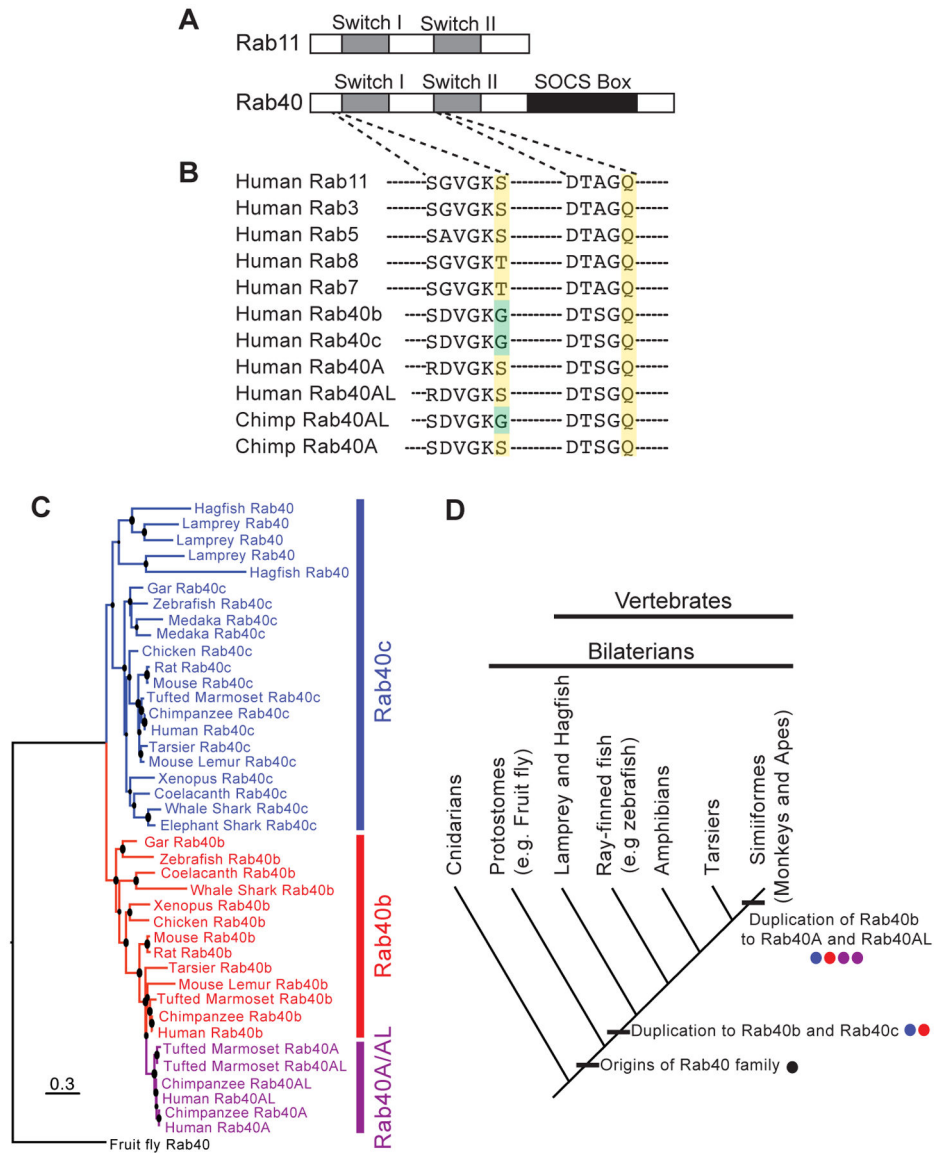 A
Switch I Switch II
Rab11
Switch I Switch II SOCS Box
Rab40
B
Human Rab11 ------SGVGKS--------DTAGQ-----
Human Rab3 ------SGVGKS--------DTAGQ-----
Human Rab5 ------SAVGKS--------DTAGQ-----
Human Rab8 ------SGVGKT--------DTAGQ-----
Human Rab7 ------SGVGKT--------DTAGQ-----
Human Rab40b ---SDVGKG--------DTSGQ-----
Human Rab40c ---SDVGKG--------DTSGQ-----
Human Rab40A ----RDVGKS--------DTSGQ-----
Human Rab40AL --RDVGKS--------DTSGQ-----
Chimp Rab40AL --SDVGKG--------DTSGQ-----
Chimp Rab40A ----SDVGKS--------DTSGQ-----
C
Hagfish Rab40
Lamprey Rab40
Lamprey Rab40
Lamprey Rab40
Hagfish Rab40
Gar Rab40c
Zebrafish Rab40c
Medaka Rab40c
Medaka Rab40c
Chicken Rab40c
Rat Rab40c
Mouse Rab40c
Tufted Marmoset Rab40c
Chimpanzee Rab40c
Human Rab40c
Tarsier Rab40c
Mouse Lemur Rab40c
Xenopus Rab40c
Coelacanth Rab40c
Whale Shark Rab40c
Elephant Shark Rab40c
Rab40c
Gar Rab40b
Zebrafish Rab40b
Coelacanth Rab40b
Whale Shark Rab40b
Xenopus Rab40b
Chicken Rab40b
Mouse Rab40b
Rat Rab40b
Tarsier Rab40b
Mouse Lemur Rab40b
Tufted Marmoset Rab40b
Chimpanzee Rab40b
Human Rab40b
Rab40b
Tufted Marmoset Rab40A
Tufted Marmoset Rab40AL
Chimpanzee Rab40AL
Human Rab40AL
Chimpanzee Rab40A
Human Rab40A
Rab40A/AL
0.3
Fruit fly Rab40
D
Vertebrates
Bilaterians
Cnidarians
Protostomes
(e.g. Fruit fly)
Lamprey and Hagfish
Ray-finned fish
(e.g zebrafish)
Amphibians
Tarsiers
Simiiformes
(Monkeys and Apes)
Duplication of Rab40b
to Rab40A and Rab40AL
Duplication to Rab40b and Rab40c
Origins of Rab40 family